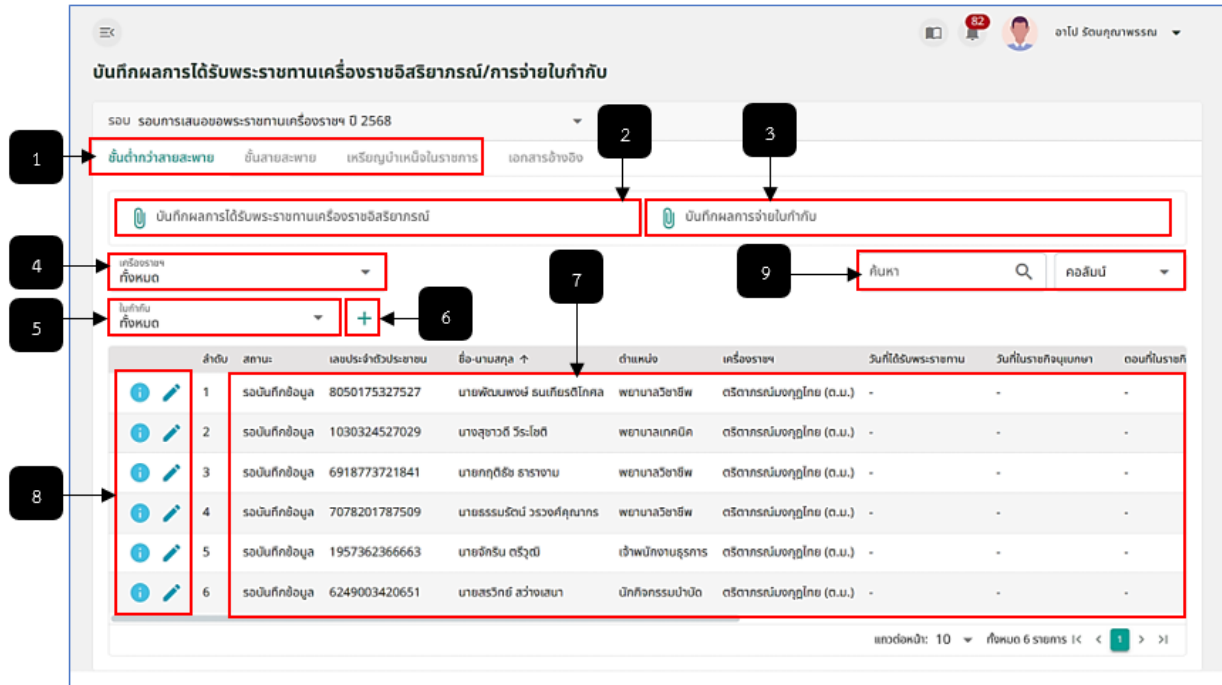 82
อาโป รัตนกุณาพรรณ
บันทึกผลการได้รับพระราชทานเครื่องราชอิสริยาภรณ์/การจ่ายใบกำกับ
รอบ รอบการเสนอขอพระราชทานเครื่องราชฯ ปี 2568
2
3
1
ชั้นต่ำกว่าสายสะพาย ชั้นสายสะพาย เหรียญบำเหน็จในราชการ เอกสารอ้างอิง
บันทึกผลการได้รับพระราชทานเครื่องราชอิสริยาภรณ์ บันทึกผลการจ่ายใบกำกับ
4
เครื่องราชฯ
ทั้งหมด
7
9
ค้นหา คอลัมน์
5
ใบกำกับ
ทั้งหมด
6
ลำดับ สถานะ เลขประจำตัวประชาชน ชื่อ-นามสกุล ↑ ตำแหน่ง เครื่องราชฯ วันที่ได้รับพระราชทาน วันที่ในราชกิจจนุเบกษา ตอนที่ในราชกิ
1 รอบันทึกข้อมูล 8050175327527 นายพัฒนพงษ์ ธนเกียรติโกศล พยาบาลวิชาชีพ ตริตาภรณ์มงกุฎไทย (ต.ม.) - - -
2 รอบันทึกข้อมูล 1030324527029 นางสุชาวดี วีระโชติ พยาบาลเทคนิค ตริตาภรณ์มงกุฎไทย (ต.ม.) - - -
3 รอบันทึกข้อมูล 6918773721841 นายกฤติธัช ธารางาม พยาบาลวิชาชีพ ตริตาภรณ์มงกุฎไทย (ต.ม.) - - -
8
4 รอบันทึกข้อมูล 7078201787509 นายธรรมรัตน์ วรวงศ์คุณากร พยาบาลวิชาชีพ ตริตาภรณ์มงกุฎไทย (ต.ม.) - - -
5 รอบันทึกข้อมูล 1957362366663 นายจักริน ตรีวุฒิ เจ้าพนักงานธุรการ ตริตาภรณ์มงกุฎไทย (ต.ม.) - - -
6 รอบันทึกข้อมูล 6249003420651 นายสรวิทย์ สว่างเสนา นักกิจกรรมบำบัด ตริตาภรณ์มงกุฎไทย (ต.ม.) - - -
แถวต่อหน้า: 10 ทั้งหมด 6 รายการ |< < 1 > >|